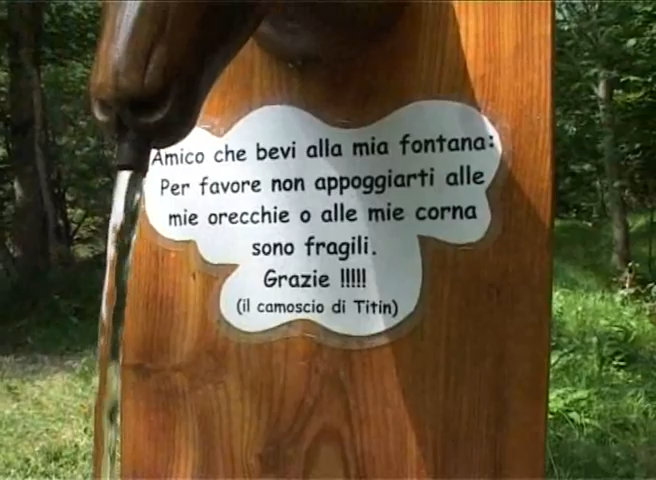 Amico che bevi alla mia fontana:
Per favore non appoggiarti alle
mie orecchie o alle mie corna
sono fragili.
Grazie !!!!!
(il camoscio di Titin)